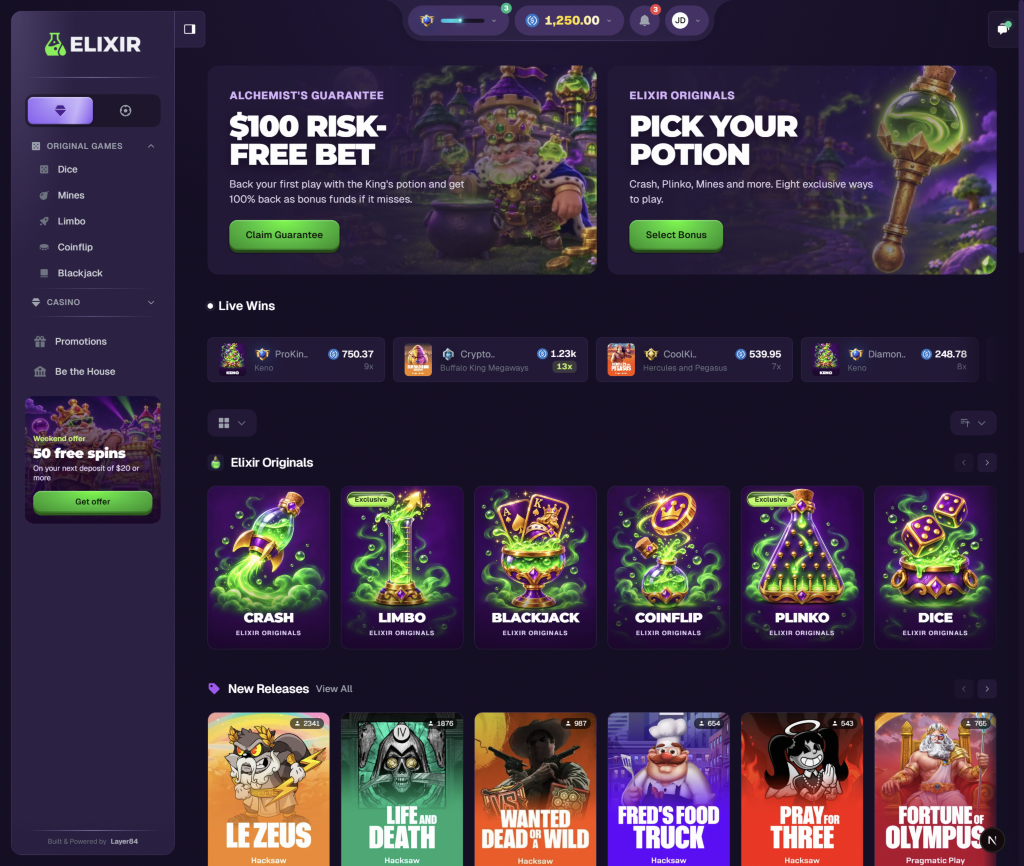 ELIXIR
3
1,250.00
3
JD
ORIGINAL GAMES
Dice
Mines
Limbo
Coinflip
Blackjack
CASINO
Promotions
Be the House
Weekend offer
50 free spins
On your next deposit of $20 or
more
Get offer
Built & Powered by Layer84
ALCHEMIST'S GUARANTEE
$100 RISK-
FREE BET
Back your first play with the King's potion and get
100% back as bonus funds if it misses.
Claim Guarantee
ELIXIR ORIGINALS
PICK YOUR
POTION
Crash, Plinko, Mines and more. Eight exclusive ways
to play.
Select Bonus
Live Wins
KENO
ProKin..
750.37
Keno
9x
Crypto..
1.23k
Buffalo King Megaways
13x
CoolKi..
539.95
Hercules and Pegasus
7x
KENO
Diamon..
248.78
Keno
8x
Elixir Originals
CRASH
ELIXIR ORIGINALS
Exclusive
LIMBO
ELIXIR ORIGINALS
A K
BLACKJACK
ELIXIR ORIGINALS
COINFLIP
ELIXIR ORIGINALS
Exclusive
PLINKO
ELIXIR ORIGINALS
DICE
ELIXIR ORIGINALS
New Releases View All
2341
LE ZEUS
Hacksaw
1876
IV
LIFE AND
DEATH
Hacksaw
987
WANTED
DEAD OR A WILD
Hacksaw
654
FRED'S FOOD
TRUCK
Hacksaw
543
PRAY FOR
THREE
Hacksaw
765
FORTUNE OF
OLYMPUS
Pragmatic Play
N